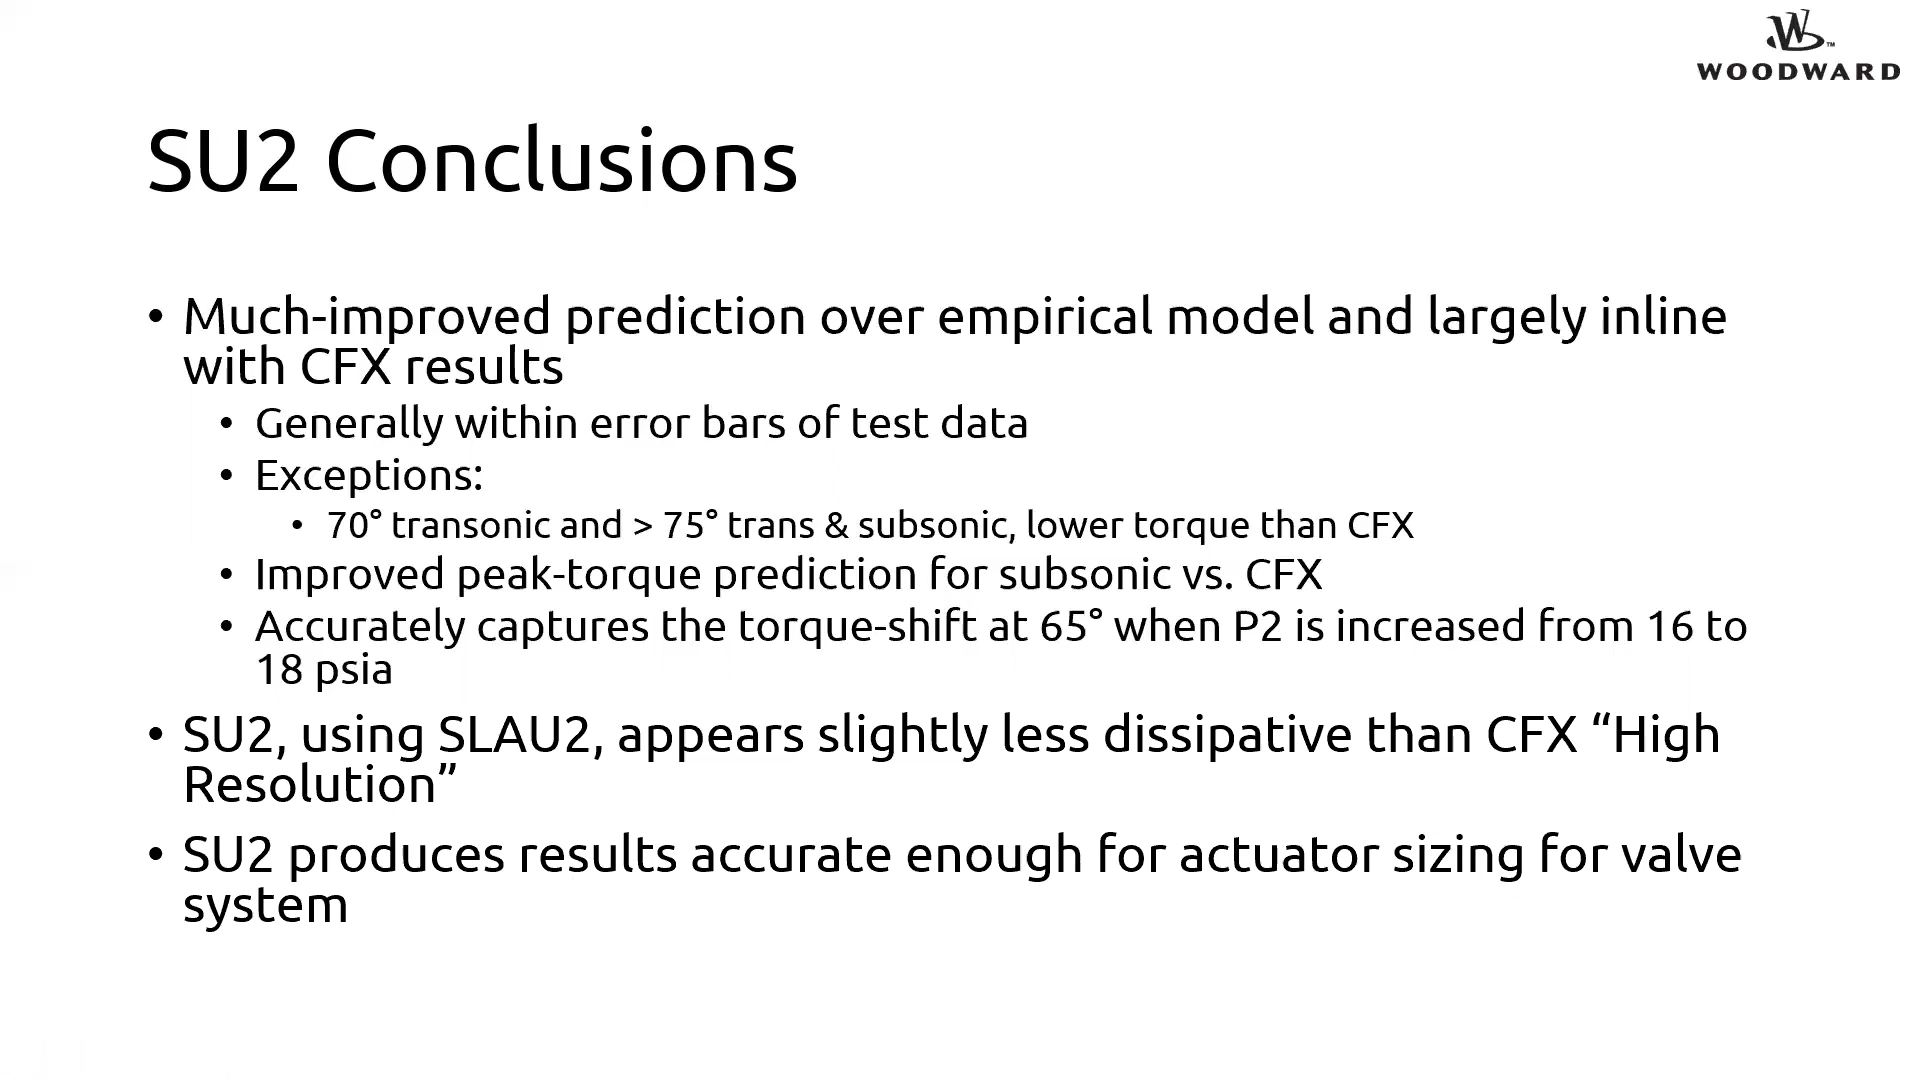 WOODWARD
SU2 Conclusions
• Much-improved prediction over empirical model and largely inline
with CFX results
• Generally within error bars of test data
• Exceptions:
• 70° transonic and > 75° trans & subsonic, lower torque than CFX
• Improved peak-torque prediction for subsonic vs. CFX
• Accurately captures the torque-shift at 65° when P2 is increased from 16 to
18 psia
• SU2, using SLAU2, appears slightly less dissipative than CFX “High
Resolution”
• SU2 produces results accurate enough for actuator sizing for valve
system